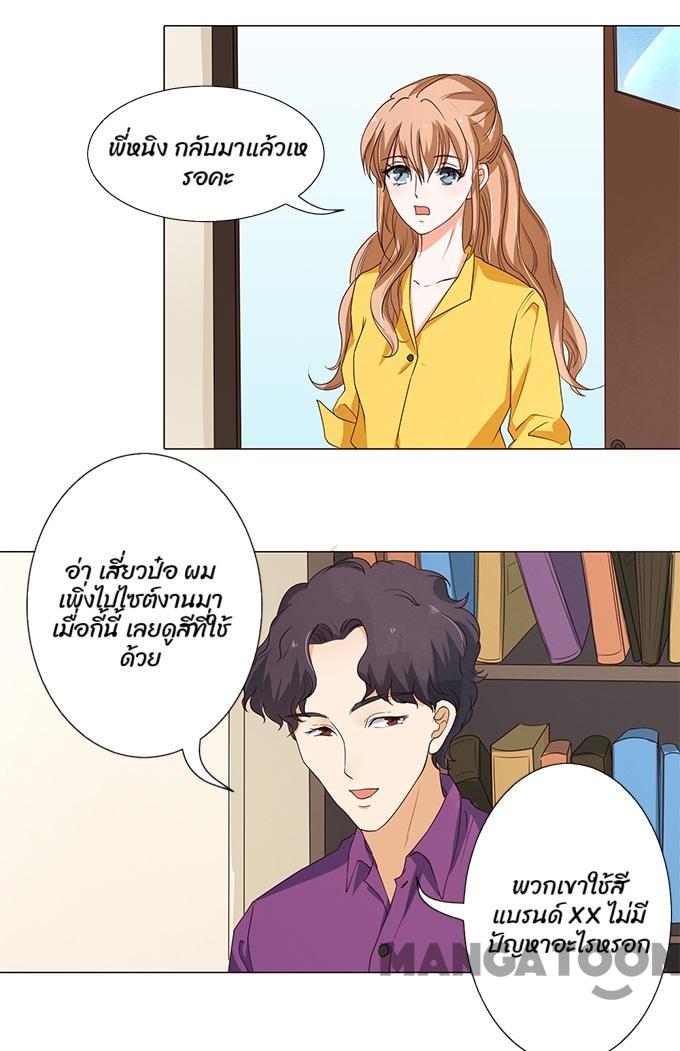 พี่หนิง กลับมาแล้วเห
รอคะ
อ่า เสี่ยวป๋อ ผม
เพิ่งไปไซต์งานมา
เมื่อกี้นี้ เลยดูสีที่ใช้
ด้วย
พวกเขาใช้สี
แบรนด์ XX ไม่มี
ปัญหาอะไรหรอก
MANGATOON